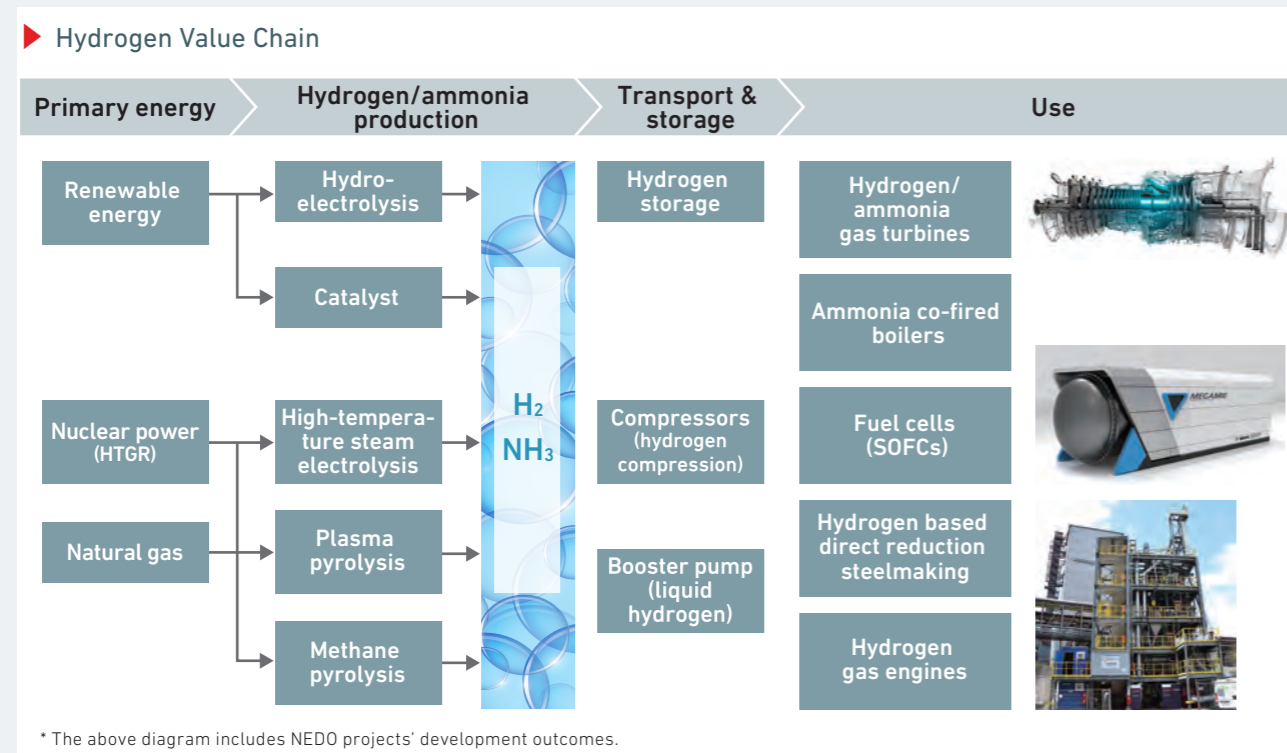 Hydrogen Value Chain
Primary energy
Hydrogen/ammonia
production
Transport &
storage
Use
Renewable
energy
Hydro-
electrolysis
Catalyst
Nuclear power
(HTGR)
High-tempera-
ture steam
electrolysis
Natural gas
Plasma
pyrolysis
Methane
pyrolysis
H2
NH3
Hydrogen
storage
Compressors
(hydrogen
compression)
Booster pump
(liquid
hydrogen)
Hydrogen/
ammonia
gas turbines
Ammonia co-fired
boilers
Fuel cells
(SOFCs)
Hydrogen based
direct reduction
steelmaking
Hydrogen
gas engines
MEGAMIE
* The above diagram includes NEDO projects' development outcomes.